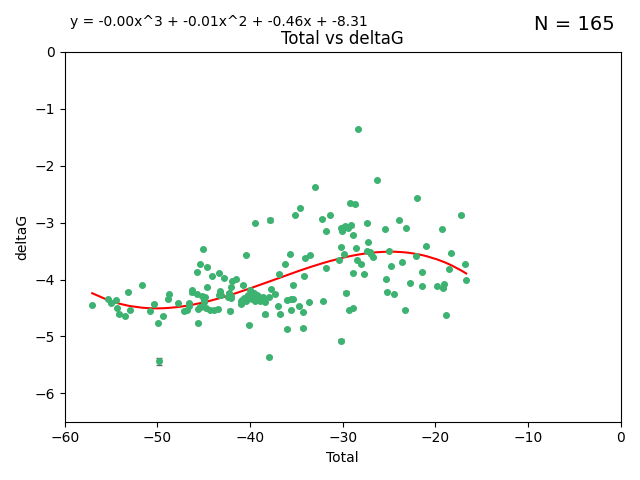 y = -0.00x^3 + -0.01x^2 + -0.46x + -8.31
N = 165
Total vs deltaG
0
−1
−2
−3
−4
−5
−6
deltaG
−60 −50 −40 −30 −20 −10 0
Total